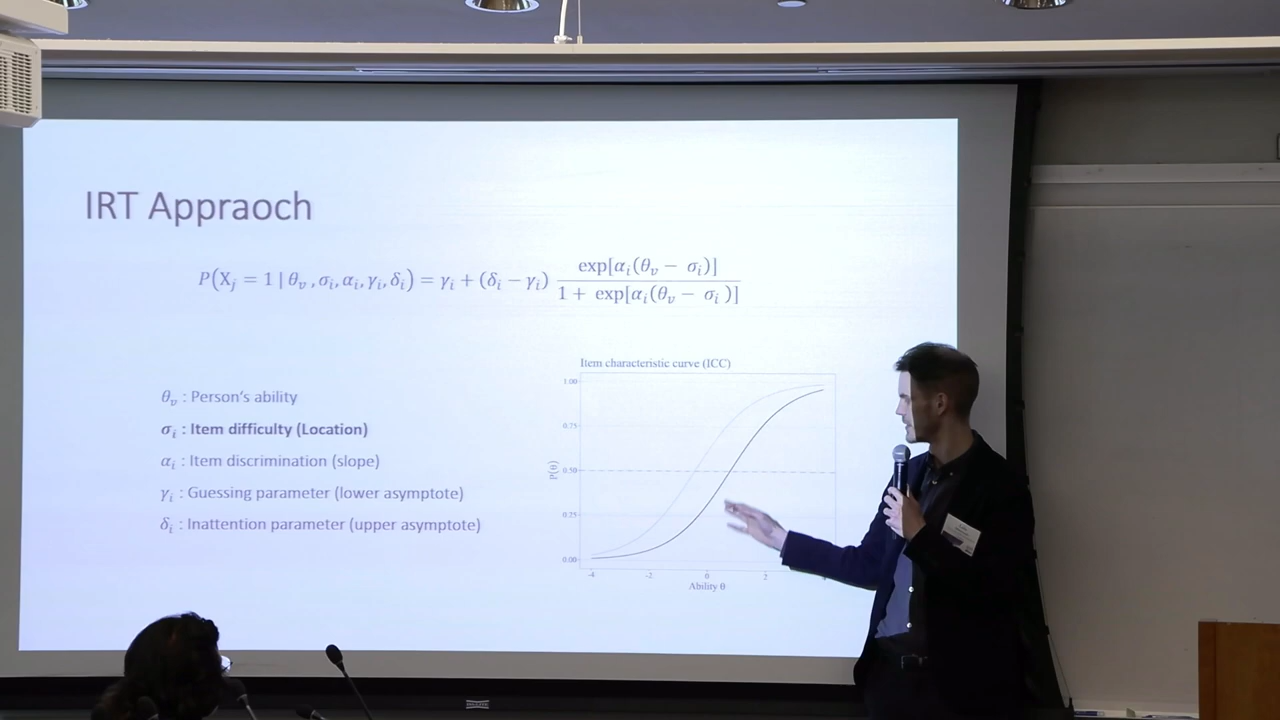 IRT Appraoch
P(X_j = 1 | θ_v , σ_i, α_i, γ_i, δ_i) = γ_i + (δ_i − γ_i) exp[α_i(θ_v − σ_i)] / 1 + exp[α_i(θ_v − σ_i )]
Item characteristic curve (ICC)
1.00
0.75
0.50
0.25
0.00
P(θ)
-4 -2 0 2
Ability θ
θ_v : Person's ability
σ_i : Item difficulty (Location)
α_i : Item discrimination (slope)
γ_i : Guessing parameter (lower asymptote)
δ_i : Inattention parameter (upper asymptote)